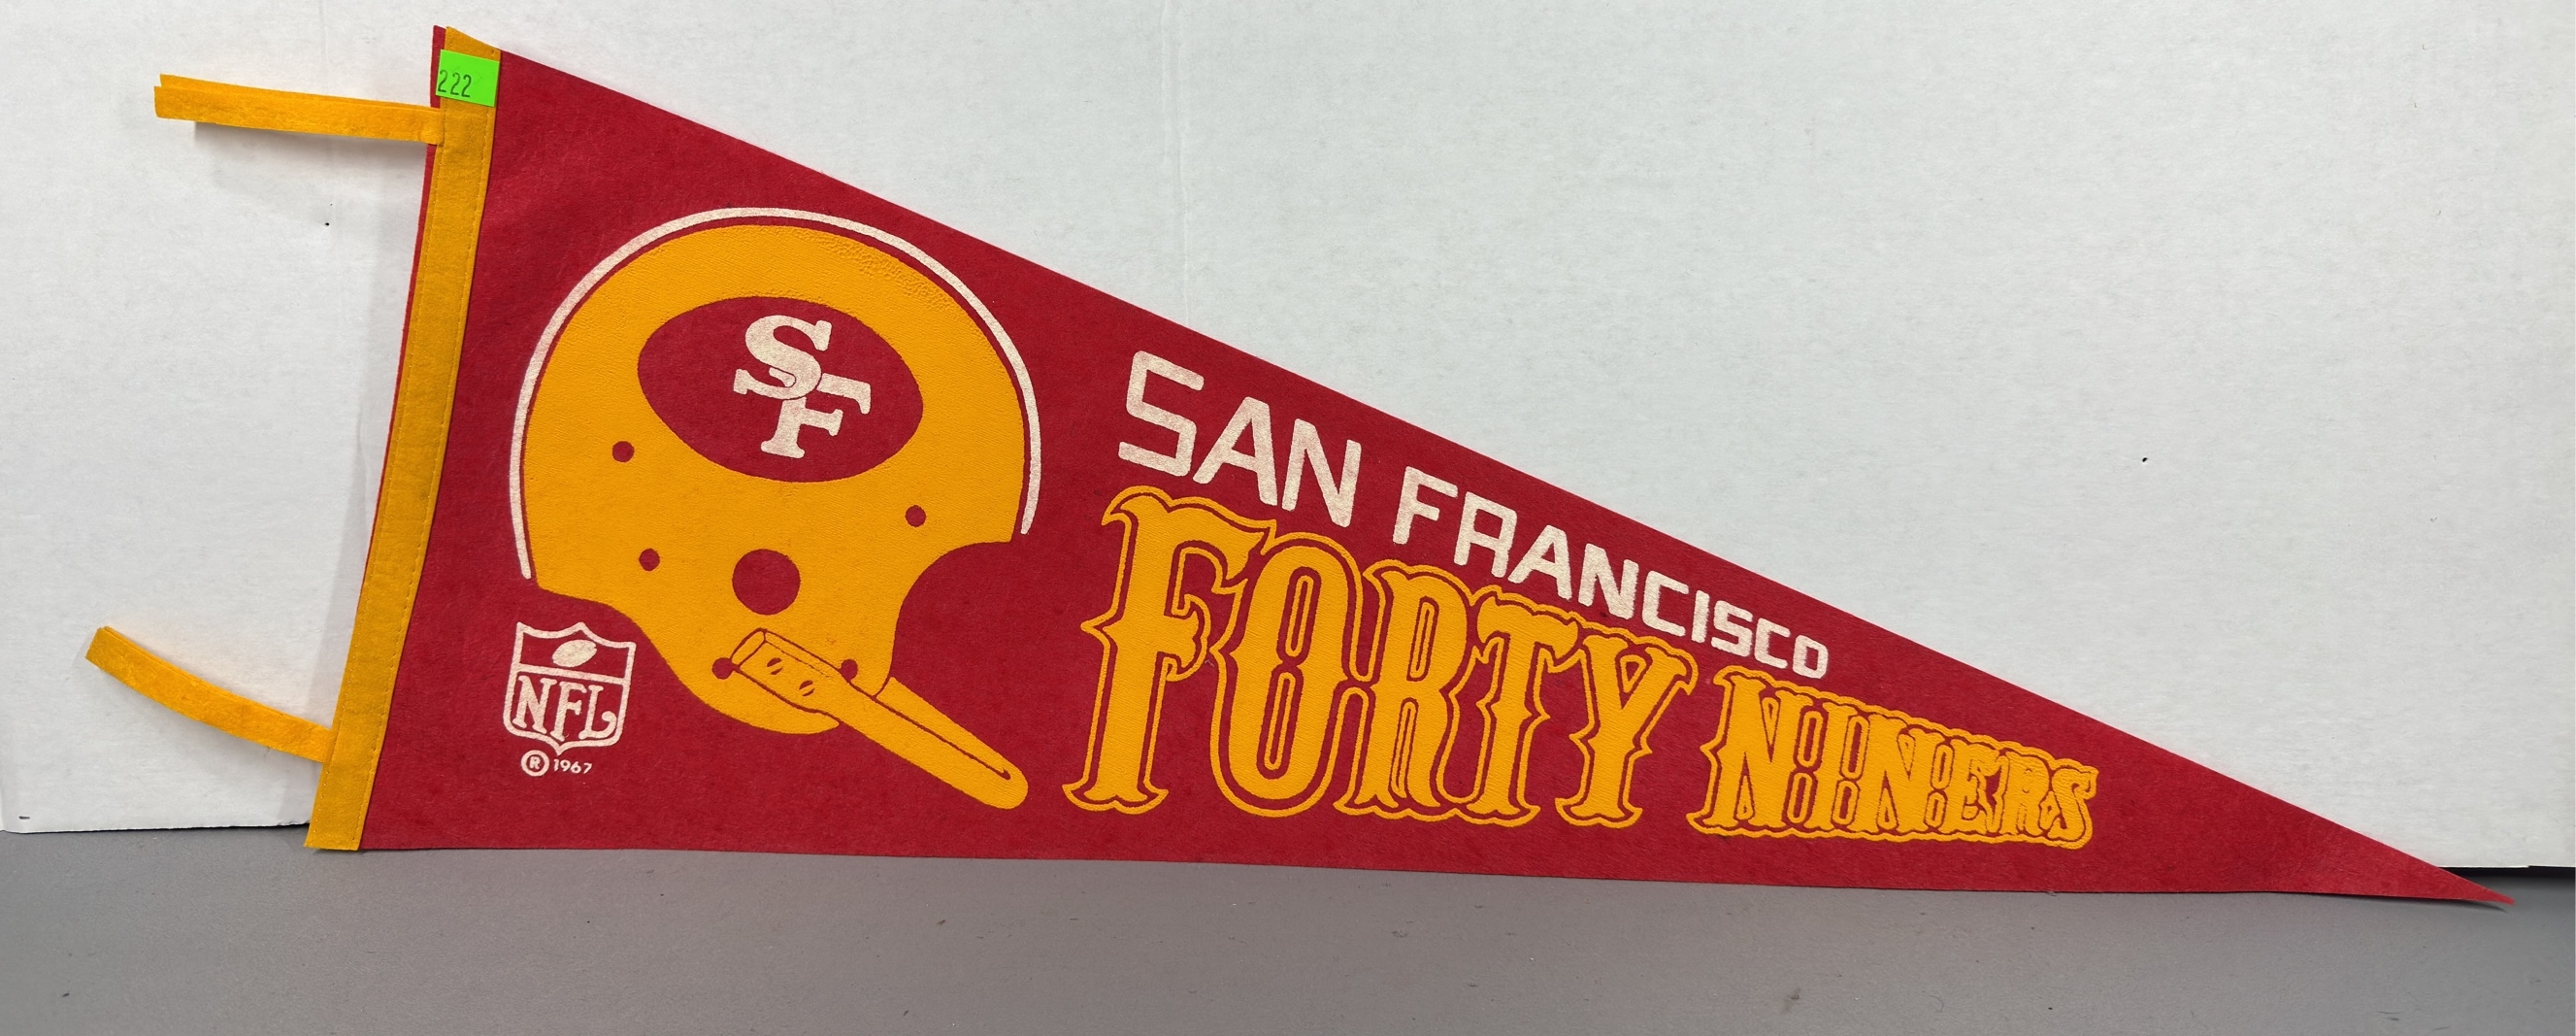 222
SF
SAN FRANCISCO
FORTY NINERS
NFL
® 1967